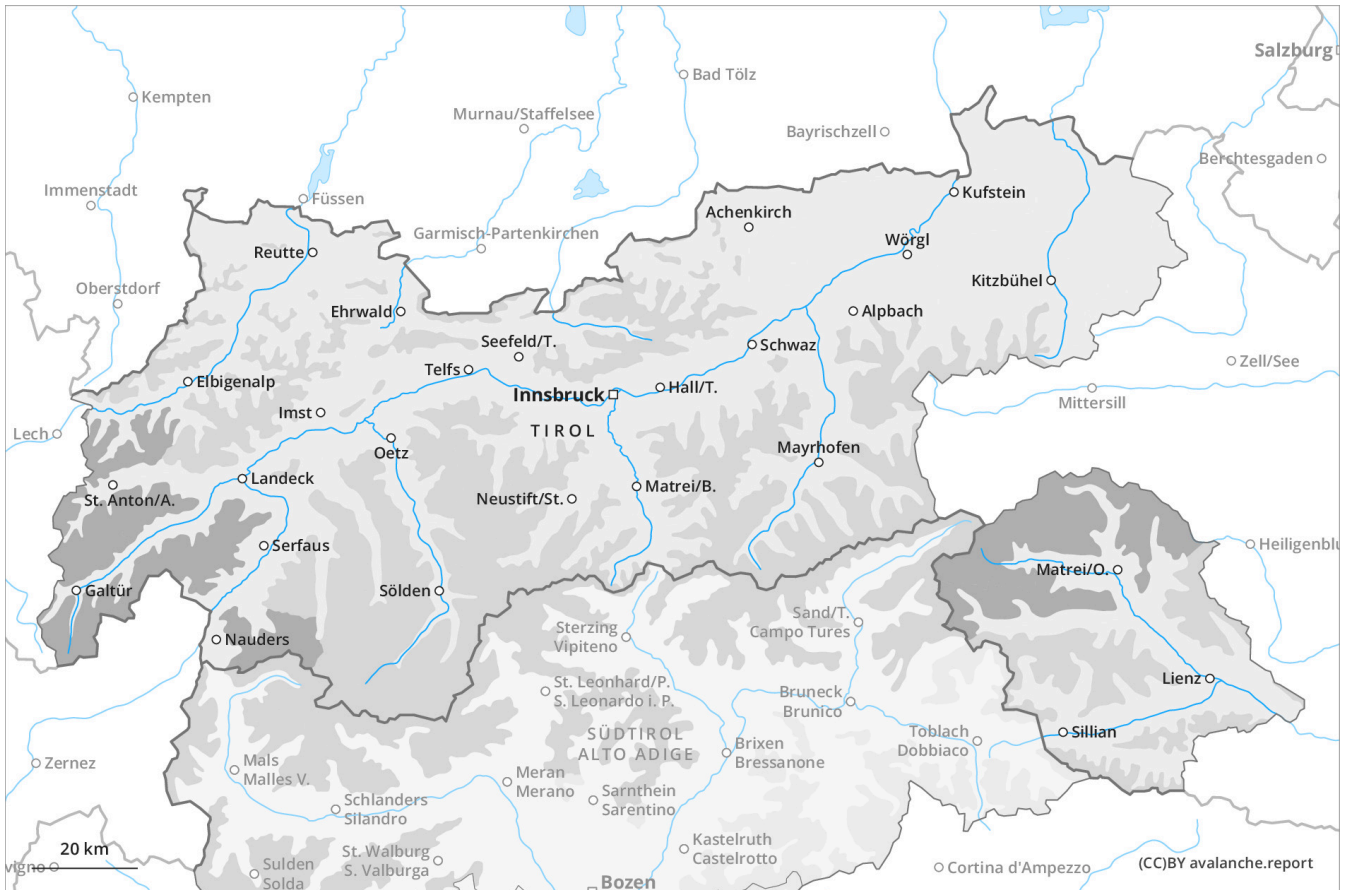 Salzburg
Bad Tölz
Kempten
Murnau/Staffelsee
Bayrischzell
Berchtesgaden
Immenstadt
Füssen
Kufstein
Achenkirch
Garmisch-Partenkirchen
Wörgl
Reutte
Kitzbühel
Oberstdorf
Ehrwald
Alpbach
Seefeld/T.
Schwaz
Zell/See
Telfs
Elbigenalp
Hall/T.
Innsbruck
Mittersill
Imst
Lech
TIROL
Oetz
Mayrhofen
Landeck
St. Anton/A.
Neustift/St.
Matrei/B.
Serfaus
Heiligenblu
Matrei/O.
Galtür
Sölden
Sand/T.
Campo Tures
Nauders
Sterzing
Vipiteno
Lienz
St. Leonhard/P.
S. Leonardo i. P.
Bruneck
Brunico
SÜDTIROL
ALTO ADIGE
Toblach
Dobbiaco
Sillian
Brixen
Bressanone
Zernez
Mals
Malles V.
Meran
Merano
Sarnthein
Sarentino
Schlanders
Silandro
Kastelruth
Castelrotto
20 km
St. Walburg
S. Valburga
vigno
Sulden
Solda
Cortina d'Ampezzo
(CC)BY avalanche.report
Bozen